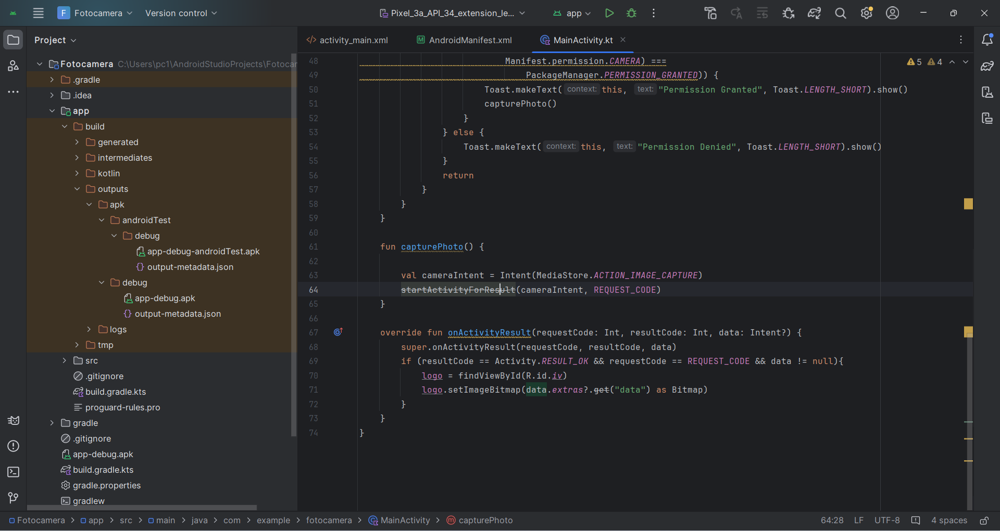 F Fotocamera Version control Pixel_3a_API_34_extension_le... app
Project
Fotocamera C:\Users\pc1\AndroidStudioProjects\Fotocar
.gradle
.idea
app
build
generated
intermediates
kotlin
outputs
apk
androidTest
debug
app-debug-androidTest.apk
output-metadata.json
debug
app-debug.apk
output-metadata.json
logs
tmp
src
.gitignore
build.gradle.kts
proguard-rules.pro
gradle
.gitignore
app-debug.apk
build.gradle.kts
gradle.properties
gradlew
activity_main.xml AndroidManifest.xml MainActivity.kt
5 4
48 Manifest.permission.CAMERA) ===
49 PackageManager.PERMISSION_GRANTED)) {
50 Toast.makeText( context: this, text: "Permission Granted", Toast.LENGTH_SHORT).show()
51 capturePhoto()
52 }
53 } else {
54 Toast.makeText( context: this, text: "Permission Denied", Toast.LENGTH_SHORT).show()
55 }
56 return
57 }
58 }
59 }
60
61 fun capturePhoto() {
62
63 val cameraIntent = Intent(MediaStore.ACTION_IMAGE_CAPTURE)
64 startActivityForResult(cameraIntent, REQUEST_CODE)
65 }
66
67 override fun onActivityResult(requestCode: Int, resultCode: Int, data: Intent?) {
68 super.onActivityResult(requestCode, resultCode, data)
69 if (resultCode == Activity.RESULT_OK && requestCode == REQUEST_CODE && data != null){
70 logo = findViewById(R.id.iv)
71 logo.setImageBitmap(data.extras?.get("data") as Bitmap)
72 }
73 }
74 }
Fotocamera > app > src > main > java > com > example > fotocamera > MainActivity > capturePhoto 64:28 LF UTF-8 4 spaces